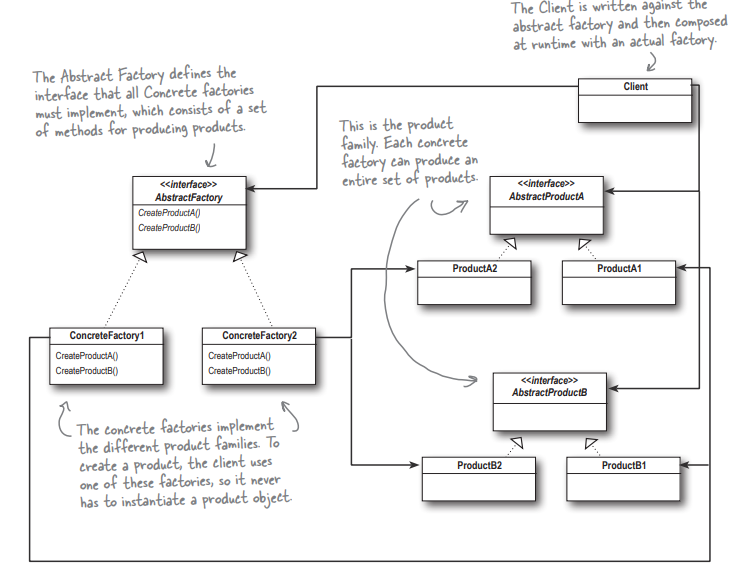 The Client is written against the
abstract factory and then composed
at runtime with an actual factory.
Client
The Abstract Factory defines the
interface that all Concrete factories
must implement, which consists of a set
of methods for producing products.
This is the product
family. Each concrete
factory can produce an
entire set of products.
<<interface>>
AbstractFactory
CreateProductA()
CreateProductB()
<<interface>>
AbstractProductA
ProductA2
ProductA1
ConcreteFactory1
CreateProductA()
CreateProductB()
ConcreteFactory2
CreateProductA()
CreateProductB()
<<interface>>
AbstractProductB
ProductB2
ProductB1
The concrete factories implement
the different product families. To
create a product, the client uses
one of these factories, so it never
has to instantiate a product object.